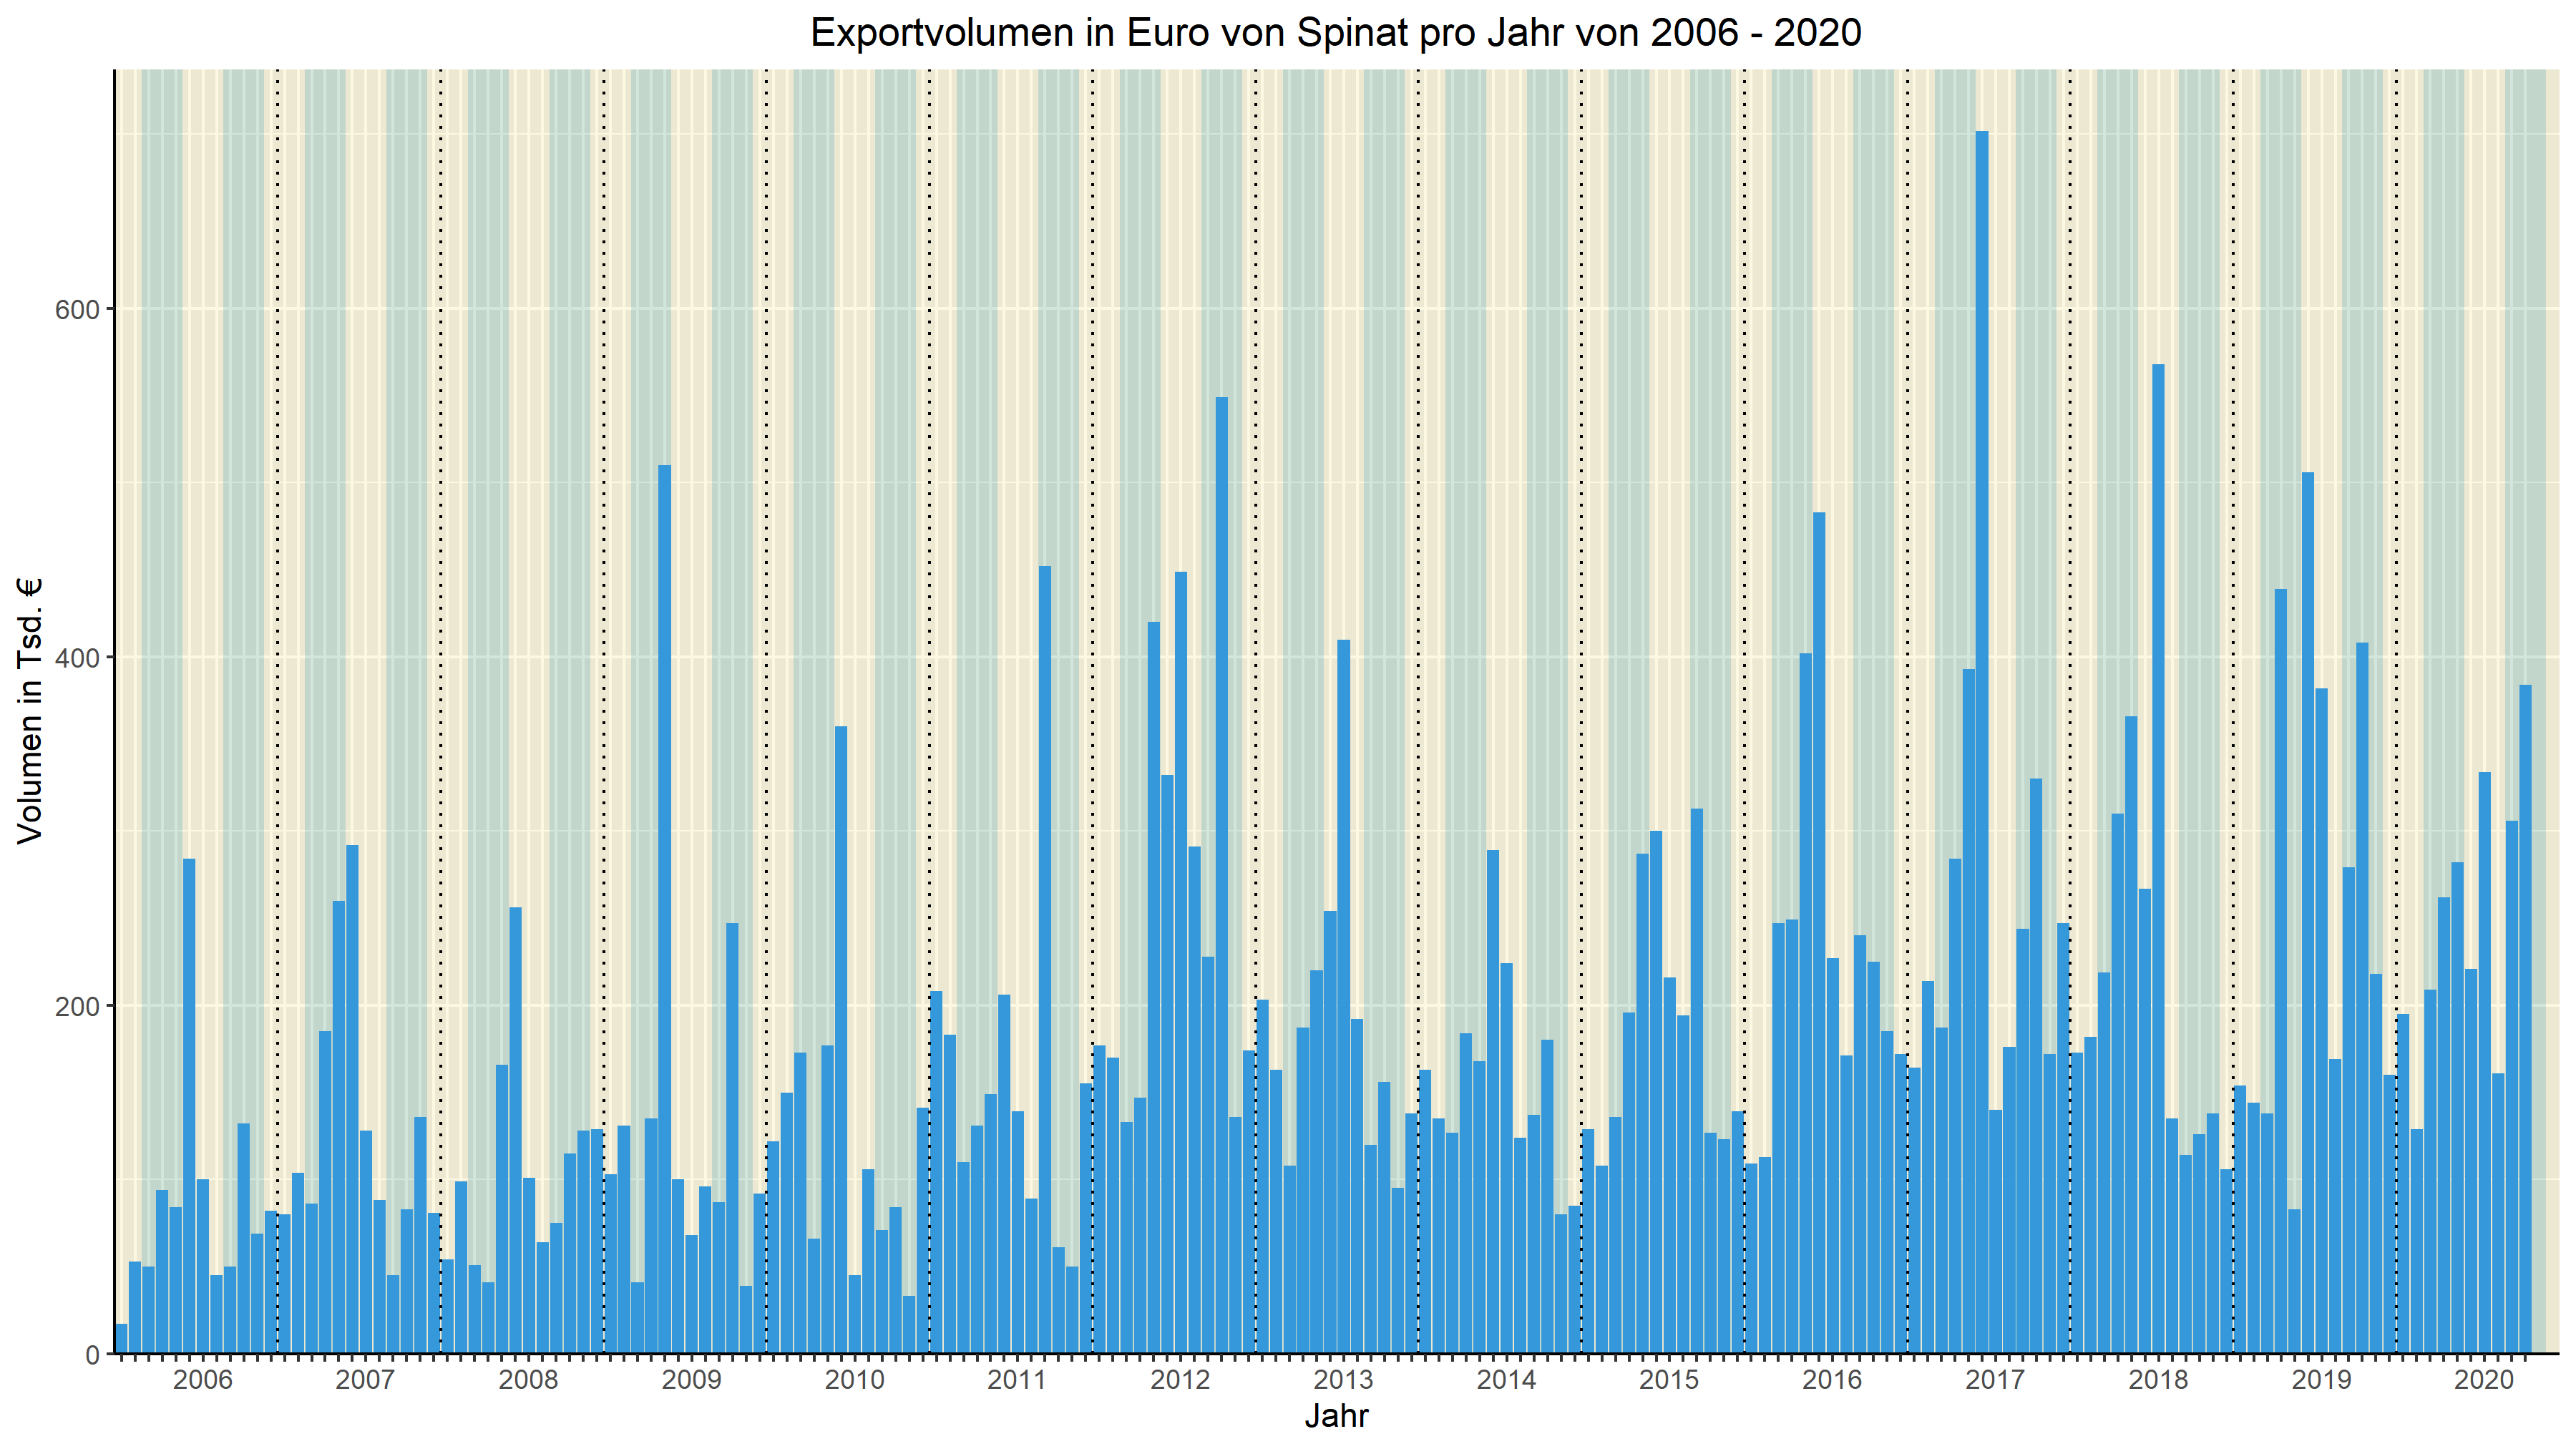 Exportvolumen in Euro von Spinat pro Jahr von 2006 - 2020
Volumen in Tsd. €
600
400
200
0
2006 2007 2008 2009 2010 2011 2012 2013 2014 2015 2016 2017 2018 2019 2020
Jahr